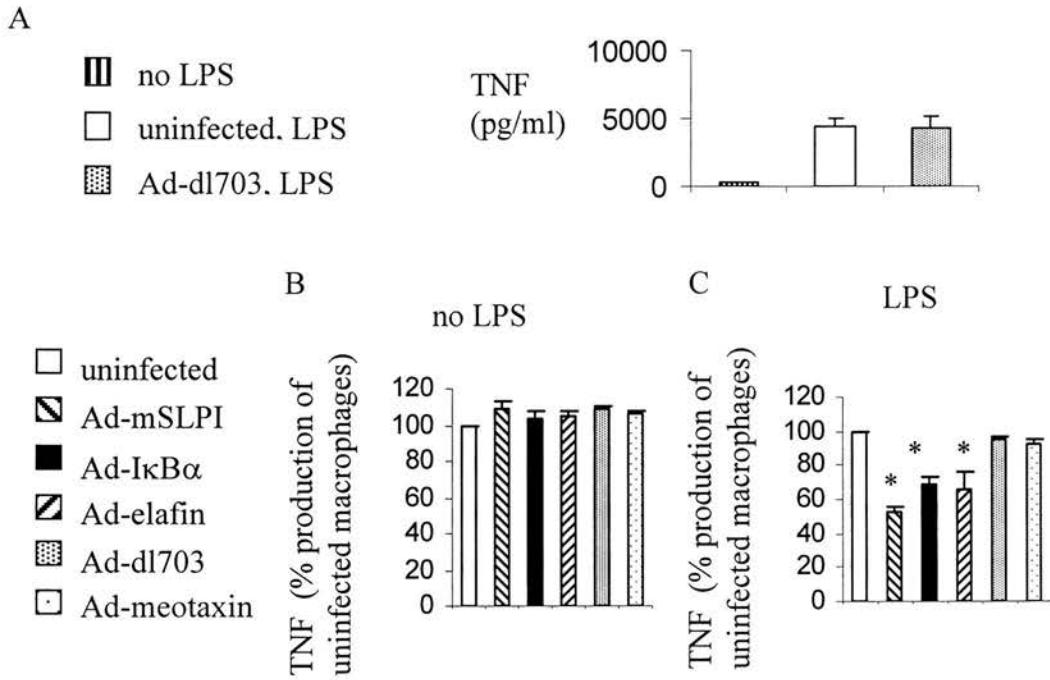 A
no LPS
uninfected, LPS
Ad-dl703, LPS
TNF
(pg/ml)
10000
5000
0
B
no LPS
C
LPS
uninfected
Ad-mSLPI
Ad-IκBα
Ad-elafin
Ad-dl703
Ad-meotaxin
TNF (% production of
uninfected macrophages)
120
100
80
60
40
20
0
TNF (% production of
uninfected macrophages)
120
100
80
60
40
20
0
* * *